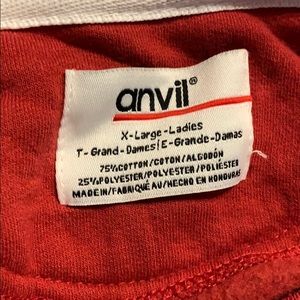 anvil®
X-Large-Ladies
T-Grand-Dames/E-Grande-Damas
75%COTTON/COTON/ALGODÓN
25%POLYESTER/POLYESTER/POLIÉSTER
MADE IN/FABRIQUÉ AU/HECHO EN HONDURAS